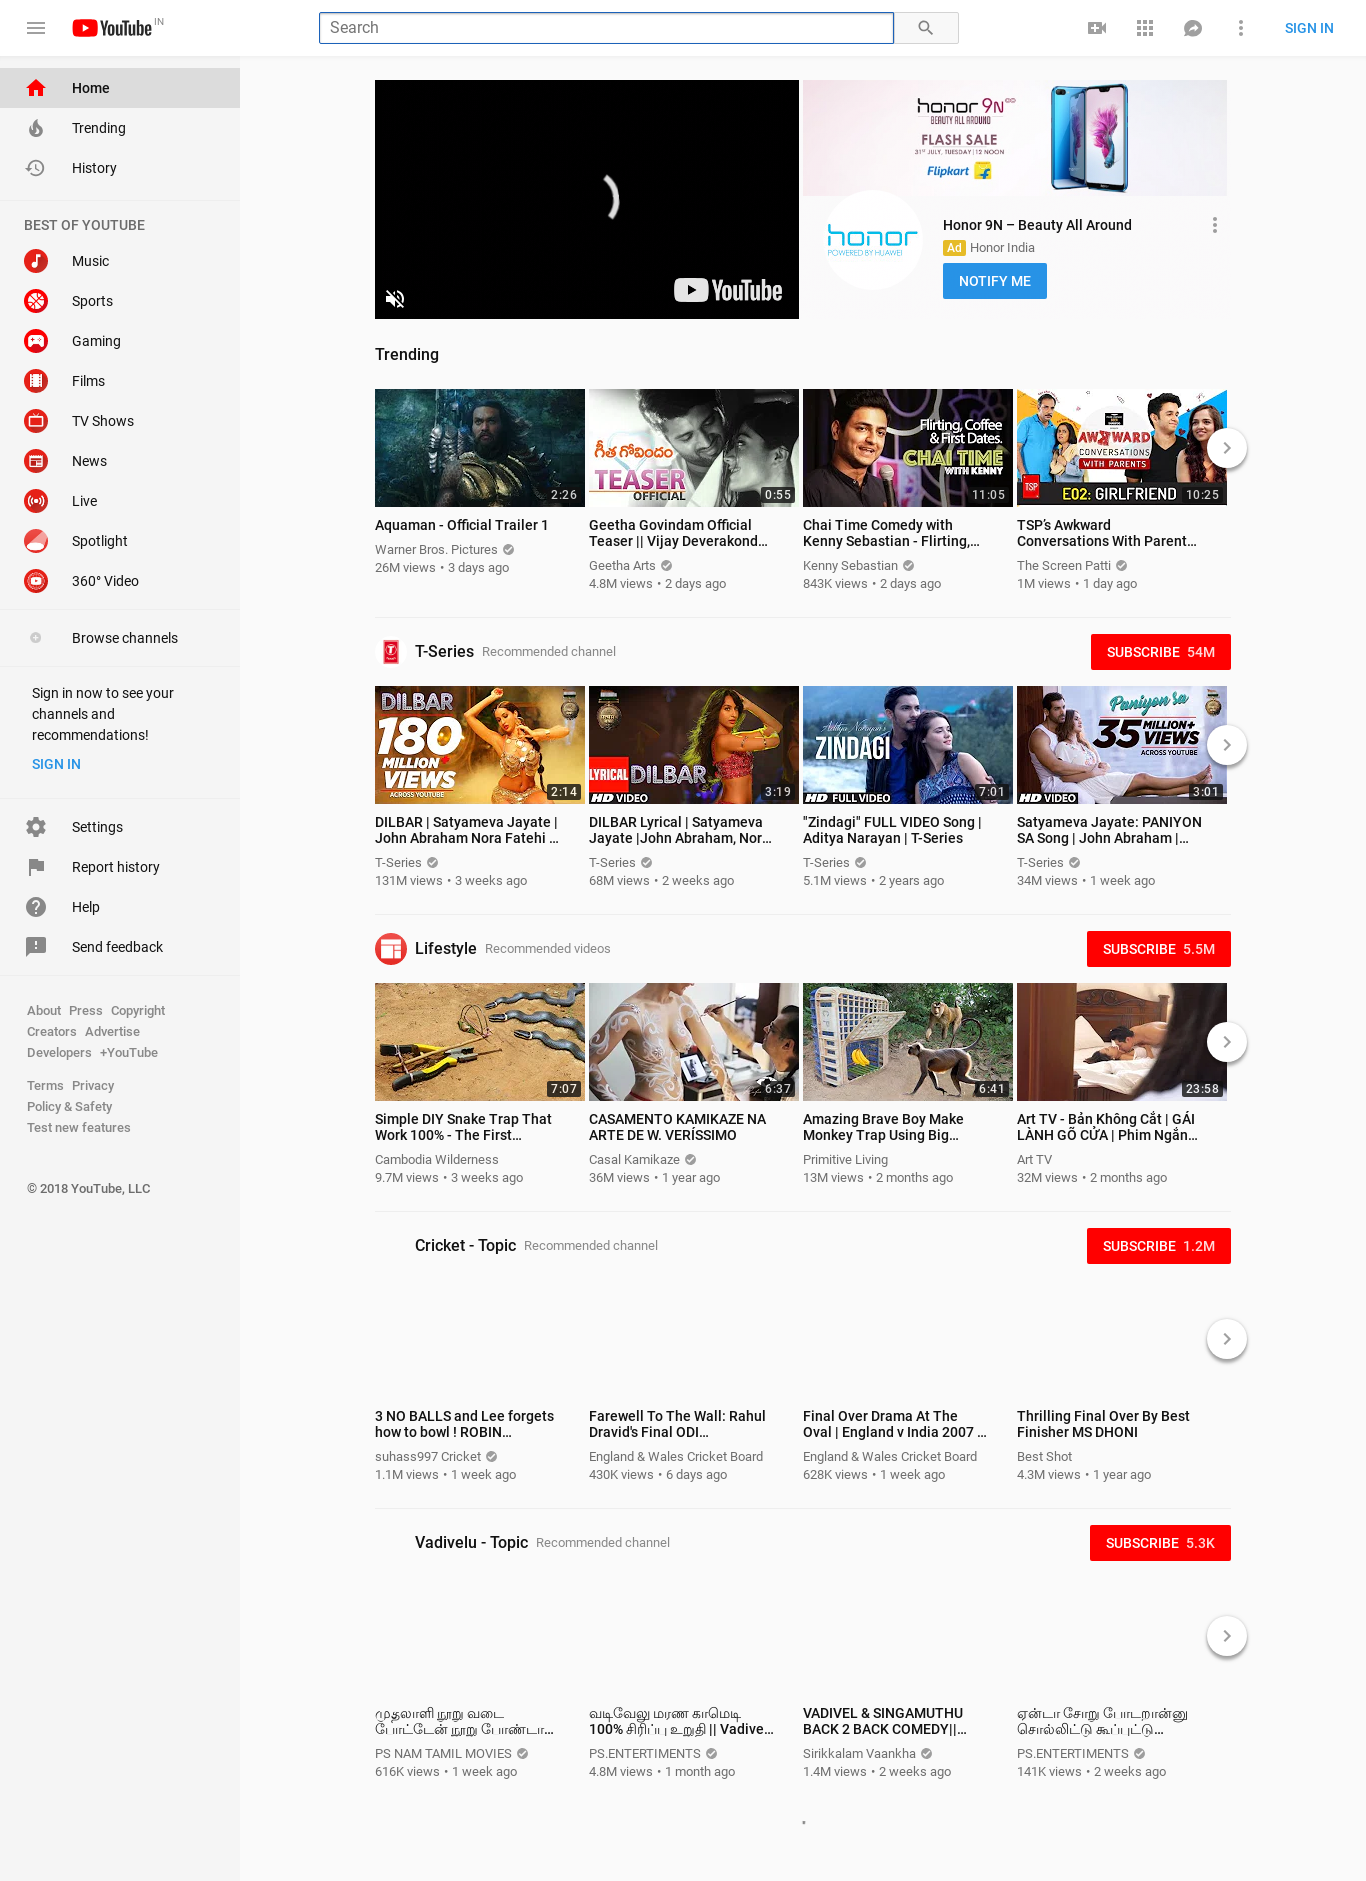 YouTube IN
Search
SIGN IN
Home
Trending
History
BEST OF YOUTUBE
Music
Sports
Gaming
Films
TV Shows
News
Live
Spotlight
360° Video
Browse channels
Sign in now to see your
channels and
recommendations!
SIGN IN
Settings
Report history
Help
Send feedback
About Press Copyright
Creators Advertise
Developers +YouTube
Terms Privacy
Policy & Safety
Test new features
© 2018 YouTube, LLC
YouTube
honor 9N
BEAUTY ALL AROUND
FLASH SALE
31ST JULY, TUESDAY | 12 NOON
Flipkart
honor
POWERED BY HUAWEI
Honor 9N – Beauty All Around
Ad Honor India
NOTIFY ME
Trending
2:26
Aquaman - Official Trailer 1
Warner Bros. Pictures
26M views • 3 days ago
గీత గోవిందం
TEASER
OFFICIAL
0:55
Geetha Govindam Official
Teaser || Vijay Deverakond...
Geetha Arts
4.8M views • 2 days ago
Flirting, Coffee
& First Dates.
CHAI TIME
WITH KENNY
11:05
Chai Time Comedy with
Kenny Sebastian - Flirting,...
Kenny Sebastian
843K views • 2 days ago
AWKWARD
CONVERSATIONS
WITH PARENTS
TSP
E02: GIRLFRIEND
10:25
TSP’s Awkward
Conversations With Parent...
The Screen Patti
1M views • 1 day ago
T-Series Recommended channel
SUBSCRIBE 54M
DILBAR
180
MILLION
VIEWS
ACROSS YOUTUBE
2:14
DILBAR | Satyameva Jayate |
John Abraham Nora Fatehi ...
T-Series
131M views • 3 weeks ago
LYRICAL DILBAR
HD VIDEO
3:19
DILBAR Lyrical | Satyameva
Jayate |John Abraham, Nor...
T-Series
68M views • 2 weeks ago
Aditya Narayan's
ZINDAGI
HD FULL VIDEO
7:01
"Zindagi" FULL VIDEO Song |
Aditya Narayan | T-Series
T-Series
5.1M views • 2 years ago
Paniyon sa
35 MILLION+
VIEWS
ACROSS YOUTUBE
HD VIDEO
3:01
Satyameva Jayate: PANIYON
SA Song | John Abraham |...
T-Series
34M views • 1 week ago
Lifestyle Recommended videos
SUBSCRIBE 5.5M
7:07
Simple DIY Snake Trap That
Work 100% - The First...
Cambodia Wilderness
9.7M views • 3 weeks ago
6:37
CASAMENTO KAMIKAZE NA
ARTE DE W. VERÍSSIMO
Casal Kamikaze
36M views • 1 year ago
6:41
Amazing Brave Boy Make
Monkey Trap Using Big...
Primitive Living
13M views • 2 months ago
23:58
Art TV - Bản Không Cắt | GÁI
LÀNH GÕ CỬA | Phim Ngắn...
Art TV
32M views • 2 months ago
Cricket - Topic Recommended channel
SUBSCRIBE 1.2M
3 NO BALLS and Lee forgets
how to bowl ! ROBIN...
suhass997 Cricket
1.1M views • 1 week ago
Farewell To The Wall: Rahul
Dravid's Final ODI...
England & Wales Cricket Board
430K views • 6 days ago
Final Over Drama At The
Oval | England v India 2007 ...
England & Wales Cricket Board
628K views • 1 week ago
Thrilling Final Over By Best
Finisher MS DHONI
Best Shot
4.3M views • 1 year ago
Vadivelu - Topic Recommended channel
SUBSCRIBE 5.3K
முதலாளி நூறு வடை
போட்டேன் நூறு போண்டா...
PS NAM TAMIL MOVIES
616K views • 1 week ago
வடிவேலு மரண காமெடி
100% சிரிப்பு உறுதி || Vadive...
PS.ENTERTIMENTS
4.8M views • 1 month ago
VADIVEL & SINGAMUTHU
BACK 2 BACK COMEDY||...
Sirikkalam Vaankha
1.4M views • 2 weeks ago
ஏன்டா சோறு போடறான்னு
சொல்லிட்டு கூப்புட்டு...
PS.ENTERTIMENTS
141K views • 2 weeks ago